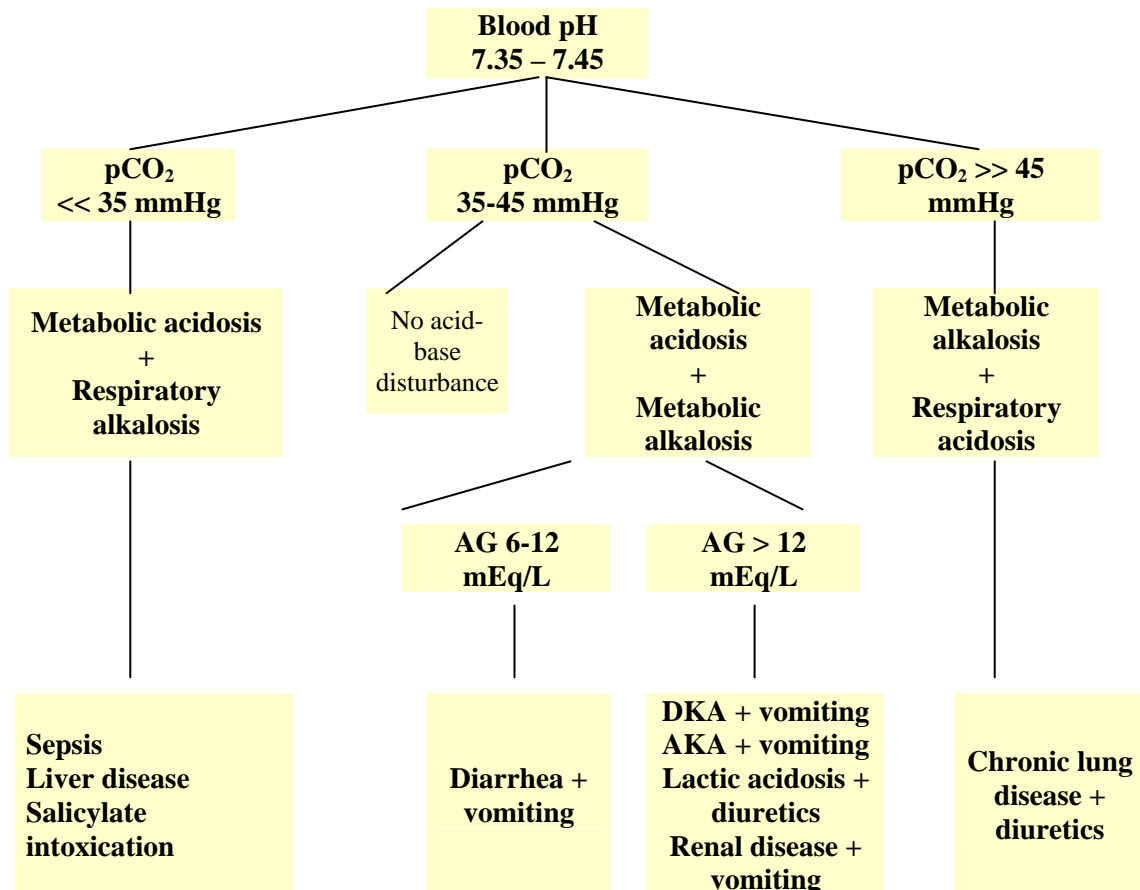 Blood pH
7.35 – 7.45
pCO₂
<< 35 mmHg
pCO₂
35-45 mmHg
pCO₂ >> 45
mmHg
Metabolic acidosis
+
Respiratory
alkalosis
No acid-
base
disturbance
Metabolic
acidosis
+
Metabolic
alkalosis
Metabolic
alkalosis
+
Respiratory
acidosis
AG 6-12
mEq/L
AG > 12
mEq/L
Sepsis
Liver disease
Salicylate
intoxication
Diarrhea +
vomiting
DKA + vomiting
AKA + vomiting
Lactic acidosis +
diuretics
Renal disease +
vomiting
Chronic lung
disease +
diuretics